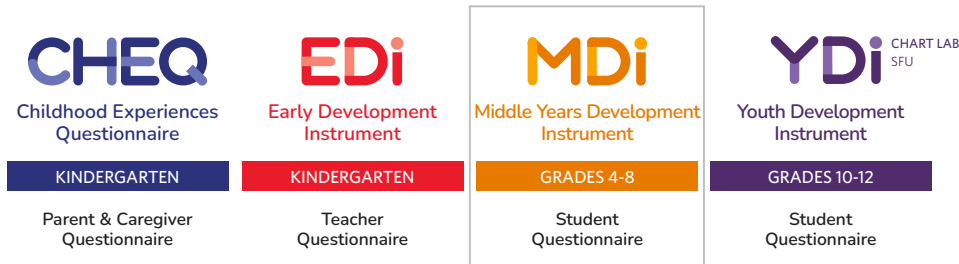 CHEQ
Childhood Experiences
Questionnaire
KINDERGARTEN
Parent & Caregiver
Questionnaire
EDi
Early Development
Instrument
KINDERGARTEN
Teacher
Questionnaire
MDi
Middle Years Development
Instrument
GRADES 4-8
Student
Questionnaire
YDi
CHART LAB
SFU
Youth Development
Instrument
GRADES 10-12
Student
Questionnaire